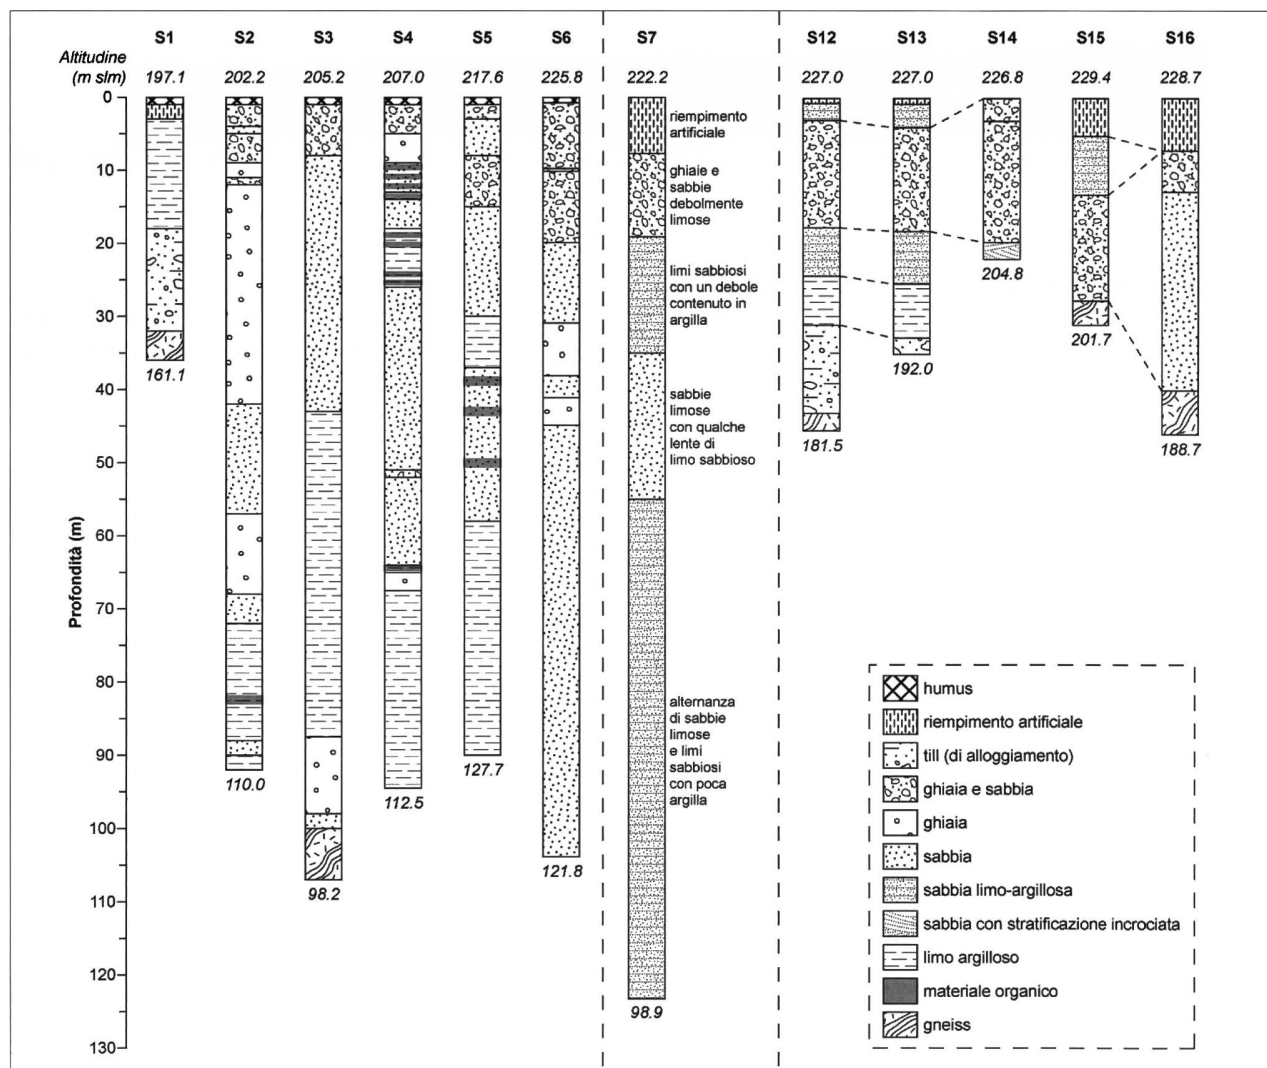 S1 S2 S3 S4 S5 S6 S7 S12 S13 S14 S15 S16
Altitudine
(m slm) 197.1 202.2 205.2 207.0 217.6 225.8 222.2 227.0 227.0 226.8 229.4 228.7
Profondità (m)
0
10
20
30
40
50
60
70
80
90
100
110
120
130
161.1
110.0
98.2
112.5
127.7
121.8
riempimento
artificiale
ghiaie e
sabbie
debolmente
limose
limi sabbiosi
con un debole
contenuto in
argilla
sabbie
limose
con qualche
lente di
limo sabbioso
alternanza
di sabbie
limose
e limi
sabbiosi
con poca
argilla
98.9
181.5
192.0
204.8
201.7
188.7
humus
riempimento artificiale
till (di alloggiamento)
ghiaia e sabbia
ghiaia
sabbia
sabbia limo-argillosa
sabbia con stratificazione incrociata
limo argilloso
materiale organico
gneiss